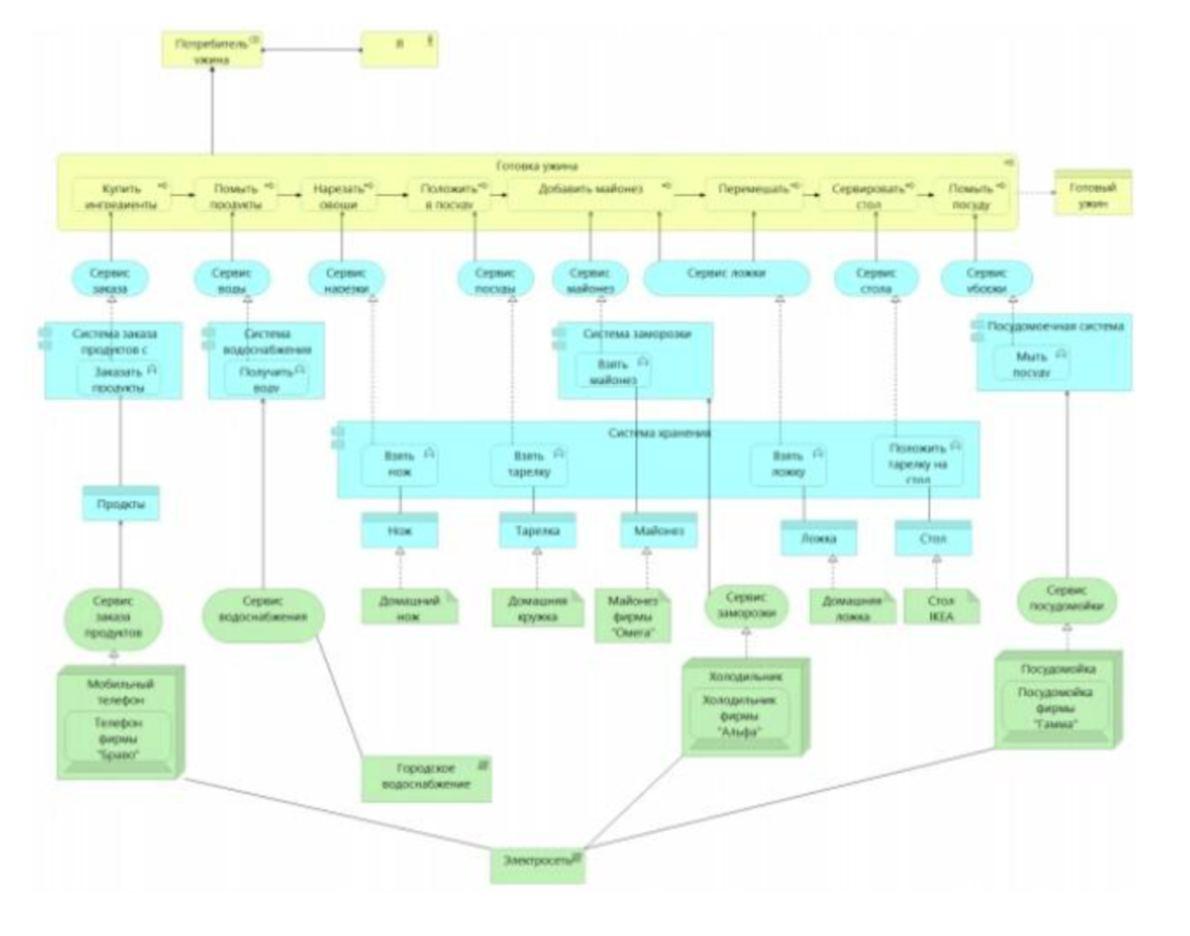 Потребитель
ужина
Я
Готовка ужина
Купить
ингредиенты
Помыть
продукты
Нарезать
овощи
Положить
в посуду
Добавить майонез
Перемешать
Сервировать
стол
Помыть
посуду
Готовый
ужин
Сервис
заказа
Сервис
воды
Сервис
нарезки
Сервис
посуды
Сервис
майонез
Сервис ложки
Сервис
стола
Сервис
уборки
Система заказа
продуктов с
Заказать
продукты
Система
водоснабжения
Получить
воду
Система заморозки
Взять
майонез
Посудомоечная система
Мыть
посуду
Система хранения
Взять
нож
Взять
тарелку
Взять
ложку
Положить
тарелку на
стол
Продкты
Нож
Тарелка
Майонез
Ложка
Стол
Сервис
заказа
продуктов
Сервис
водоснабжения
Домашний
нож
Домашняя
кружка
Майонез
фирмы
"Омега"
Сервис
заморозки
Домашняя
ложка
Стол
IKEA
Сервис
посудомойки
Мобильный
телефон
Телефон
фирмы
"Браво"
Холодильник
Холодильник
фирмы
"Альфа"
Посудомойка
Посудомойка
фирмы
"Гамма"
Городское
водоснабжение
Электросеть